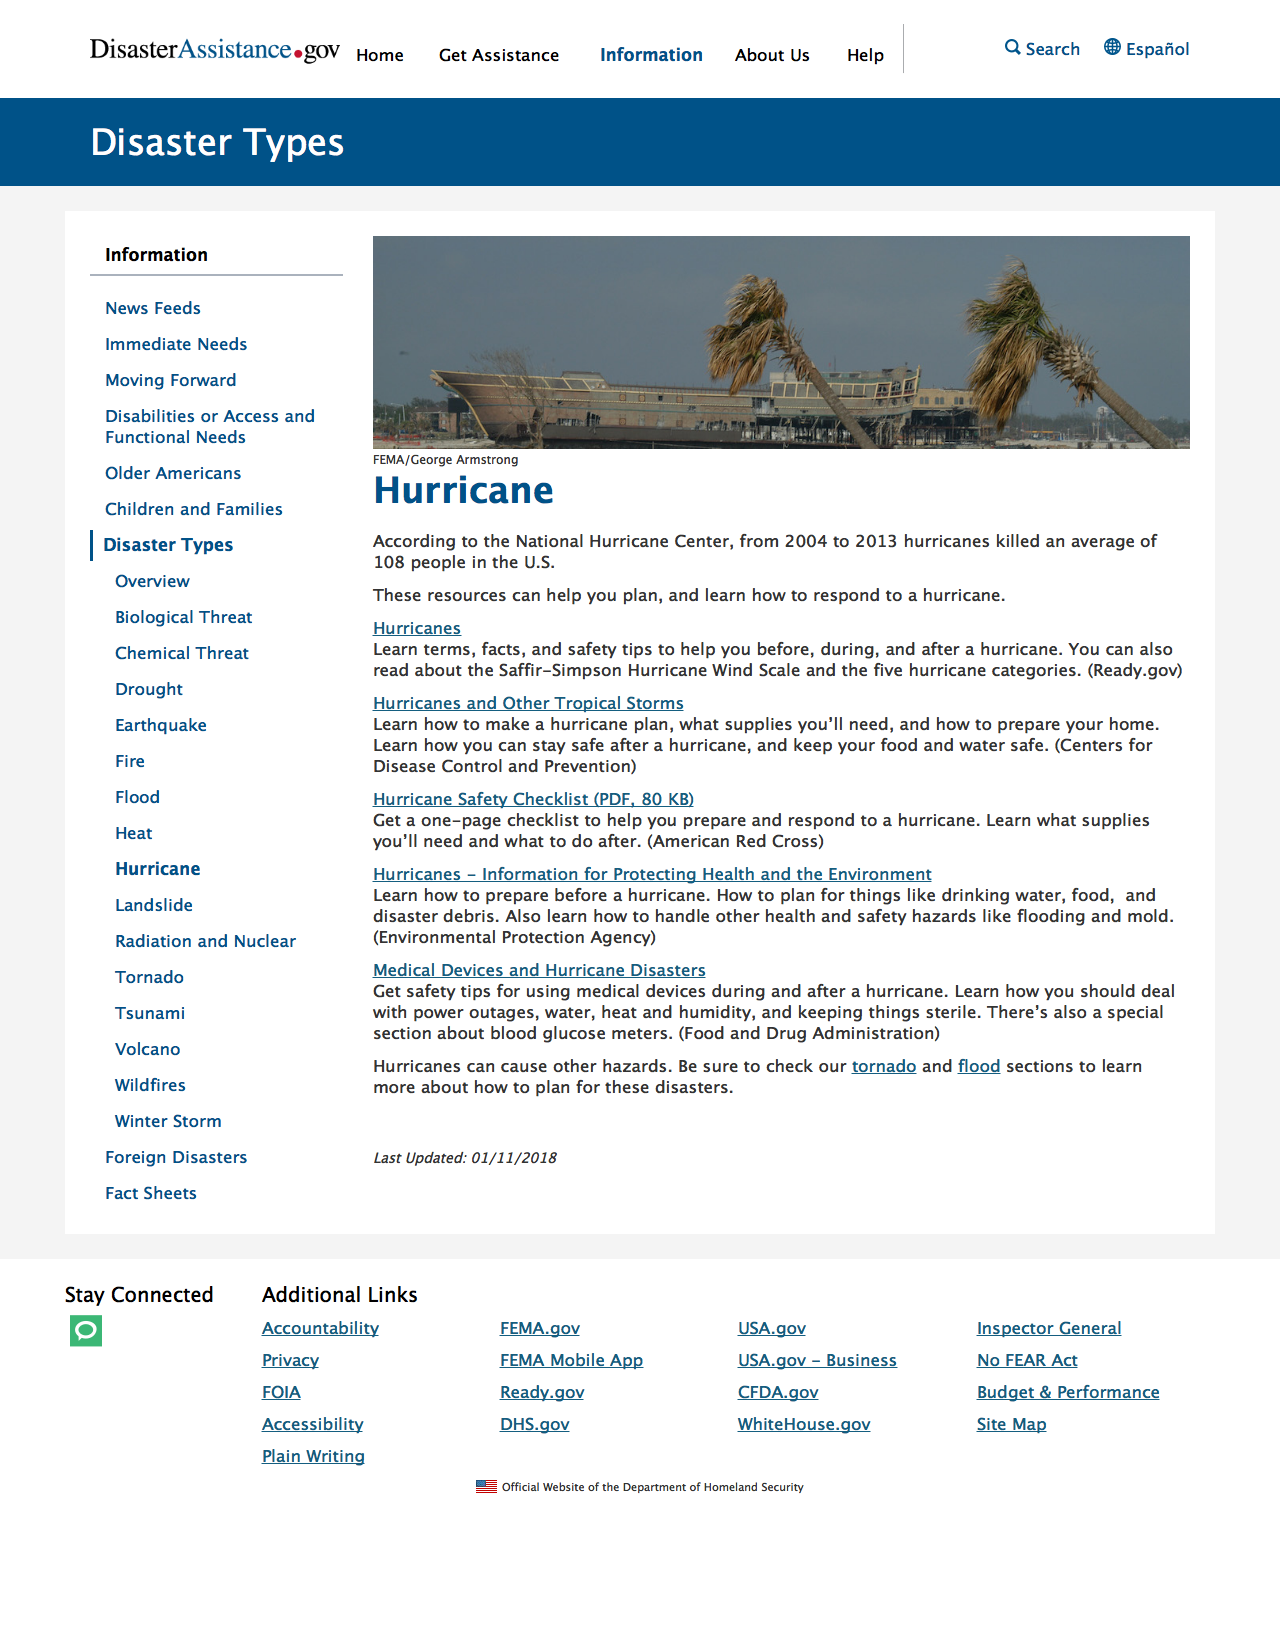 DisasterAssistance.gov
Home
Get Assistance
Information
About Us
Help
Search
Español
Disaster Types
Information
News Feeds
Immediate Needs
Moving Forward
Disabilities or Access and
Functional Needs
Older Americans
Children and Families
Disaster Types
Overview
Biological Threat
Chemical Threat
Drought
Earthquake
Fire
Flood
Heat
Hurricane
Landslide
Radiation and Nuclear
Tornado
Tsunami
Volcano
Wildfires
Winter Storm
Foreign Disasters
Fact Sheets
FEMA/George Armstrong
Hurricane
According to the National Hurricane Center, from 2004 to 2013 hurricanes killed an average of
108 people in the U.S.
These resources can help you plan, and learn how to respond to a hurricane.
Hurricanes
Learn terms, facts, and safety tips to help you before, during, and after a hurricane. You can also
read about the Saffir-Simpson Hurricane Wind Scale and the five hurricane categories. (Ready.gov)
Hurricanes and Other Tropical Storms
Learn how to make a hurricane plan, what supplies you'll need, and how to prepare your home.
Learn how you can stay safe after a hurricane, and keep your food and water safe. (Centers for
Disease Control and Prevention)
Hurricane Safety Checklist (PDF, 80 KB)
Get a one-page checklist to help you prepare and respond to a hurricane. Learn what supplies
you'll need and what to do after. (American Red Cross)
Hurricanes - Information for Protecting Health and the Environment
Learn how to prepare before a hurricane. How to plan for things like drinking water, food,  and
disaster debris. Also learn how to handle other health and safety hazards like flooding and mold.
(Environmental Protection Agency)
Medical Devices and Hurricane Disasters
Get safety tips for using medical devices during and after a hurricane. Learn how you should deal
with power outages, water, heat and humidity, and keeping things sterile. There's also a special
section about blood glucose meters. (Food and Drug Administration)
Hurricanes can cause other hazards. Be sure to check our tornado and flood sections to learn
more about how to plan for these disasters.
Last Updated: 01/11/2018
Stay Connected
Additional Links
Accountability
Privacy
FOIA
Accessibility
Plain Writing
FEMA.gov
FEMA Mobile App
Ready.gov
DHS.gov
USA.gov
USA.gov - Business
CFDA.gov
WhiteHouse.gov
Inspector General
No FEAR Act
Budget & Performance
Site Map
Official Website of the Department of Homeland Security